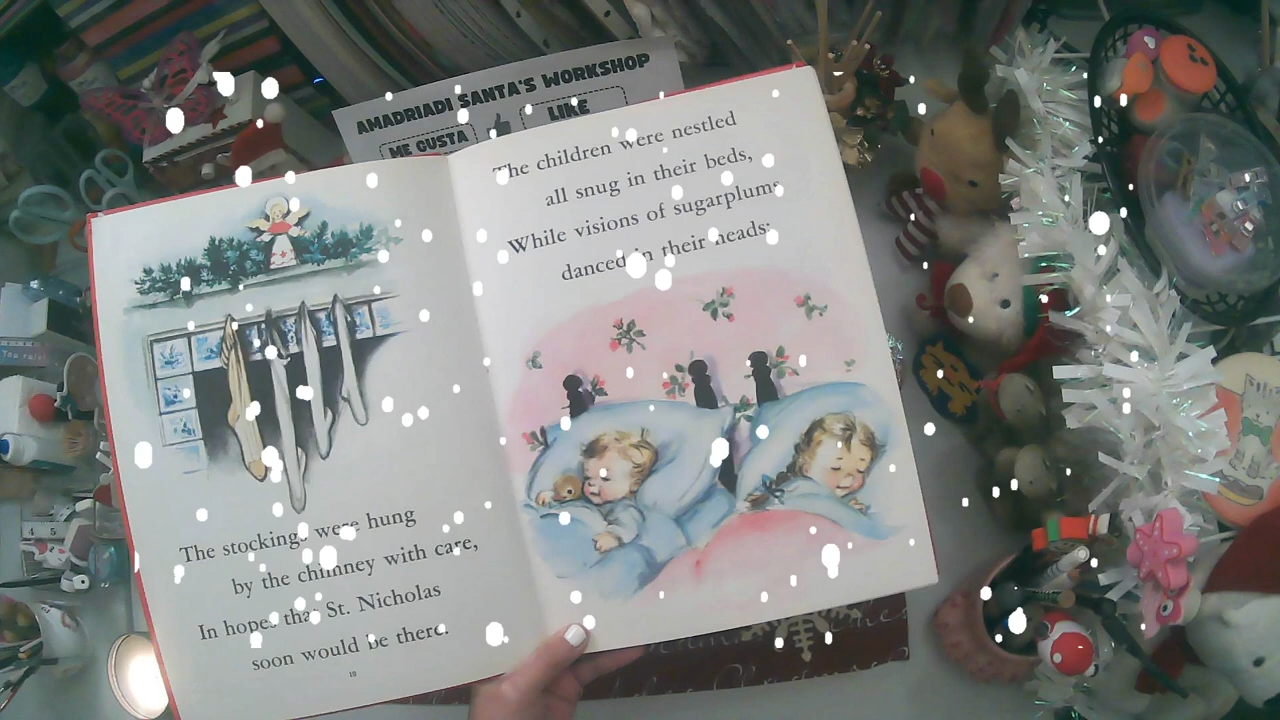 AMADRIADI SANTA'S WORKSHOP
ME GUSTA
LIKE
The stockings were hung
by the chimney with care,
In hopes that St. Nicholas
soon would be there.
19
The children were nestled
all snug in their beds,
While visions of sugarplums
danced in their heads;